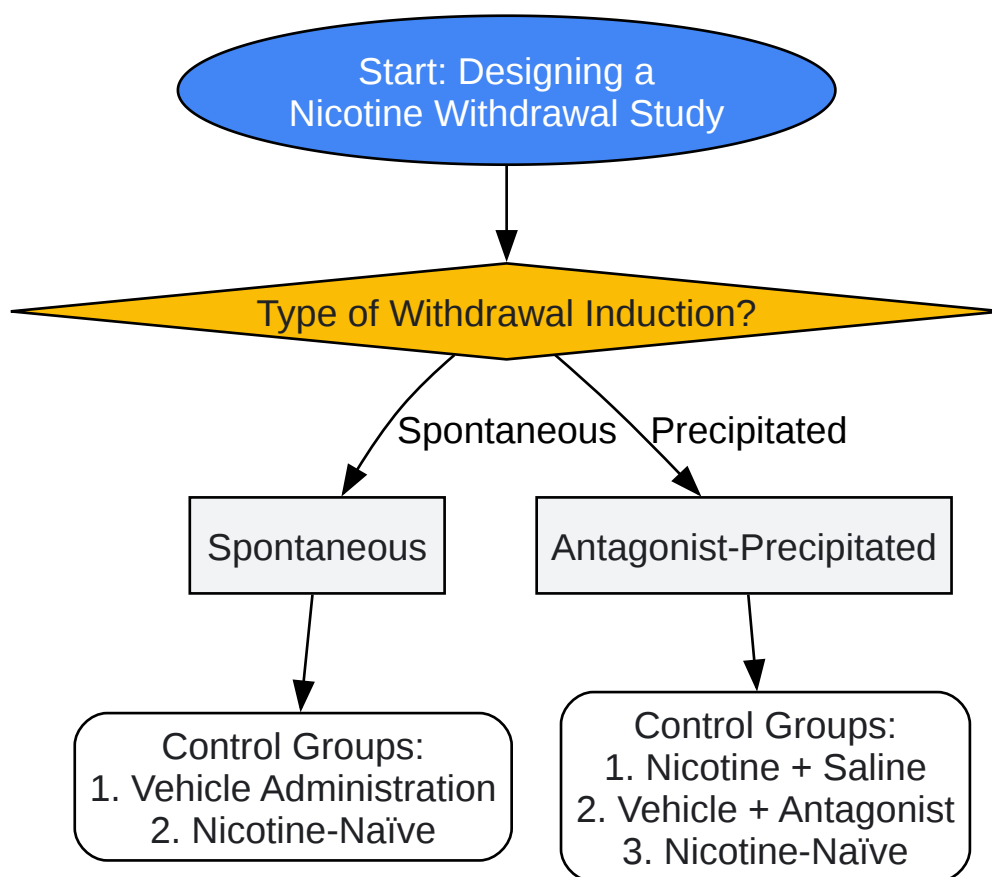 Start: Designing a
Nicotine Withdrawal Study
Type of Withdrawal Induction?
Spontaneous
Precipitated
Spontaneous
Antagonist-Precipitated
Control Groups:
1. Vehicle Administration
2. Nicotine-Naïve
Control Groups:
1. Nicotine + Saline
2. Vehicle + Antagonist
3. Nicotine-Naïve